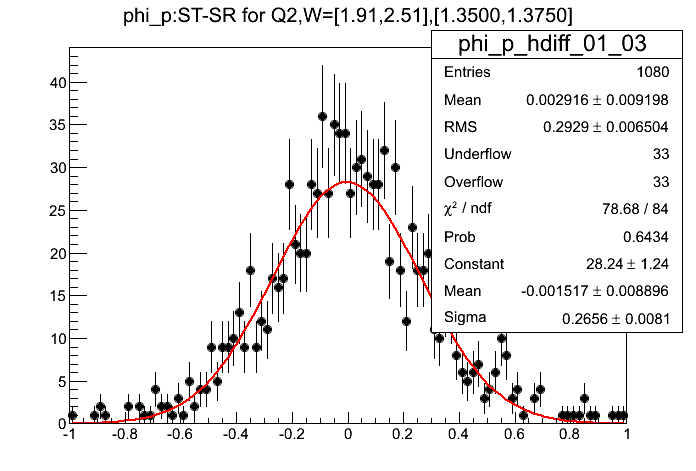 phi_p:ST-SR for Q2,W=[1.91,2.51],[1.3500,1.3750]
phi_p_hdiff_01_03
Entries 1080
Mean 0.002916 ± 0.009198
RMS 0.2929 ± 0.006504
Underflow 33
Overflow 33
χ² / ndf 78.68 / 84
Prob 0.6434
Constant 28.24 ± 1.24
Mean -0.001517 ± 0.008896
Sigma 0.2656 ± 0.0081
40
35
30
25
20
15
10
5
0
-1 -0.8 -0.6 -0.4 -0.2 0 0.2 0.4 0.6 0.8 1